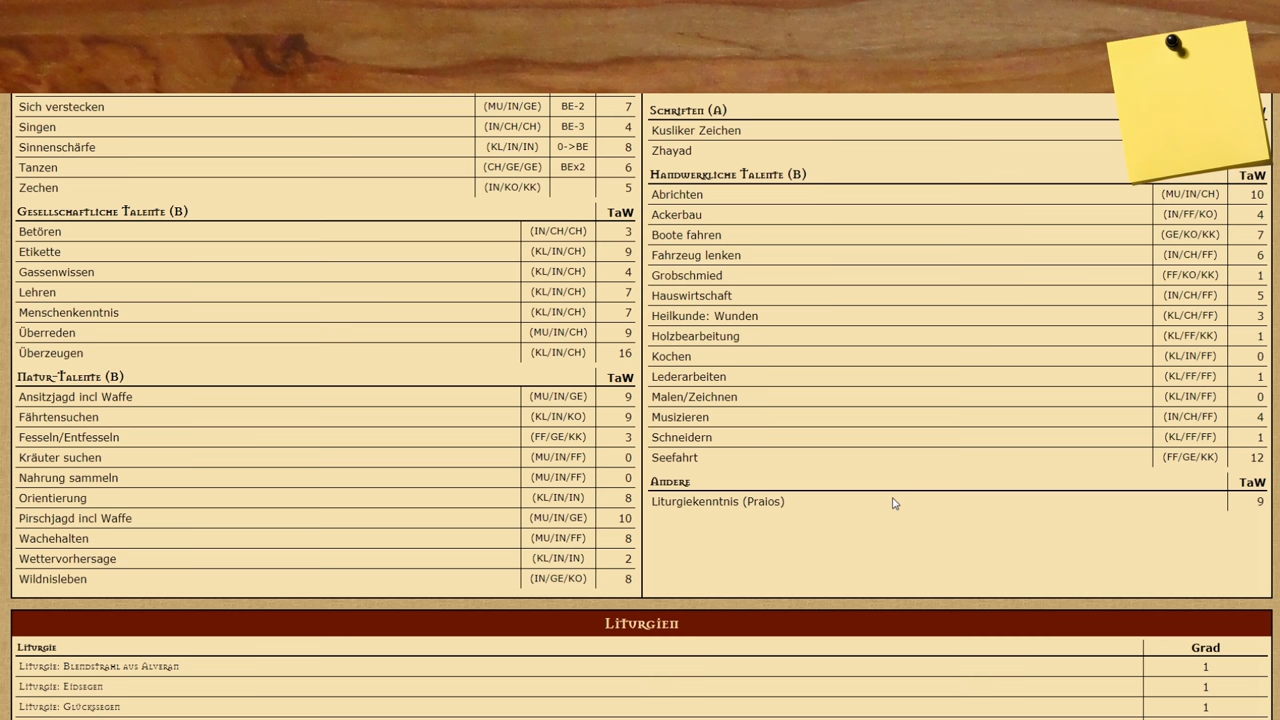 Sich verstecken (MU/IN/GE) BE-2 7
Singen (IN/CH/CH) BE-3 4
Sinnenschärfe (KL/IN/IN) 0->BE 8
Tanzen (CH/GE/GE) BEx2 6
Zechen (IN/KO/KK) 5
Gesellschaftliche Talente (B) TaW
Betören (IN/CH/CH) 3
Etikette (KL/IN/CH) 9
Gassenwissen (KL/IN/CH) 4
Lehren (KL/IN/CH) 7
Menschenkenntnis (KL/IN/CH) 7
Überreden (MU/IN/CH) 9
Überzeugen (KL/IN/CH) 16
Natur-Talente (B) TaW
Ansitzjagd incl Waffe (MU/IN/GE) 9
Fährtensuchen (KL/IN/KO) 9
Fesseln/Entfesseln (FF/GE/KK) 3
Kräuter suchen (MU/IN/FF) 0
Nahrung sammeln (MU/IN/FF) 0
Orientierung (KL/IN/IN) 8
Pirschjagd incl Waffe (MU/IN/GE) 10
Wachehalten (MU/IN/FF) 8
Wettervorhersage (KL/IN/IN) 2
Wildnisleben (IN/GE/KO) 8
Schriften (A)
Kusliker Zeichen
Zhayad
Handwerkliche Talente (B) TaW
Abrichten (MU/IN/CH) 10
Ackerbau (IN/FF/KO) 4
Boote fahren (GE/KO/KK) 7
Fahrzeug lenken (IN/CH/FF) 6
Grobschmied (FF/KO/KK) 1
Hauswirtschaft (IN/CH/FF) 5
Heilkunde: Wunden (KL/CH/FF) 3
Holzbearbeitung (KL/FF/KK) 1
Kochen (KL/IN/FF) 0
Lederarbeiten (KL/FF/FF) 1
Malen/Zeichnen (KL/IN/FF) 0
Musizieren (IN/CH/FF) 4
Schneidern (KL/FF/FF) 1
Seefahrt (FF/GE/KK) 12
Andere TaW
Liturgiekenntnis (Praios) 9
Liturgien
Liturgie Grad
Liturgie: Blendstrahl aus Alveran 1
Liturgie: Eidsegen 1
Liturgie: Glückssegen 1